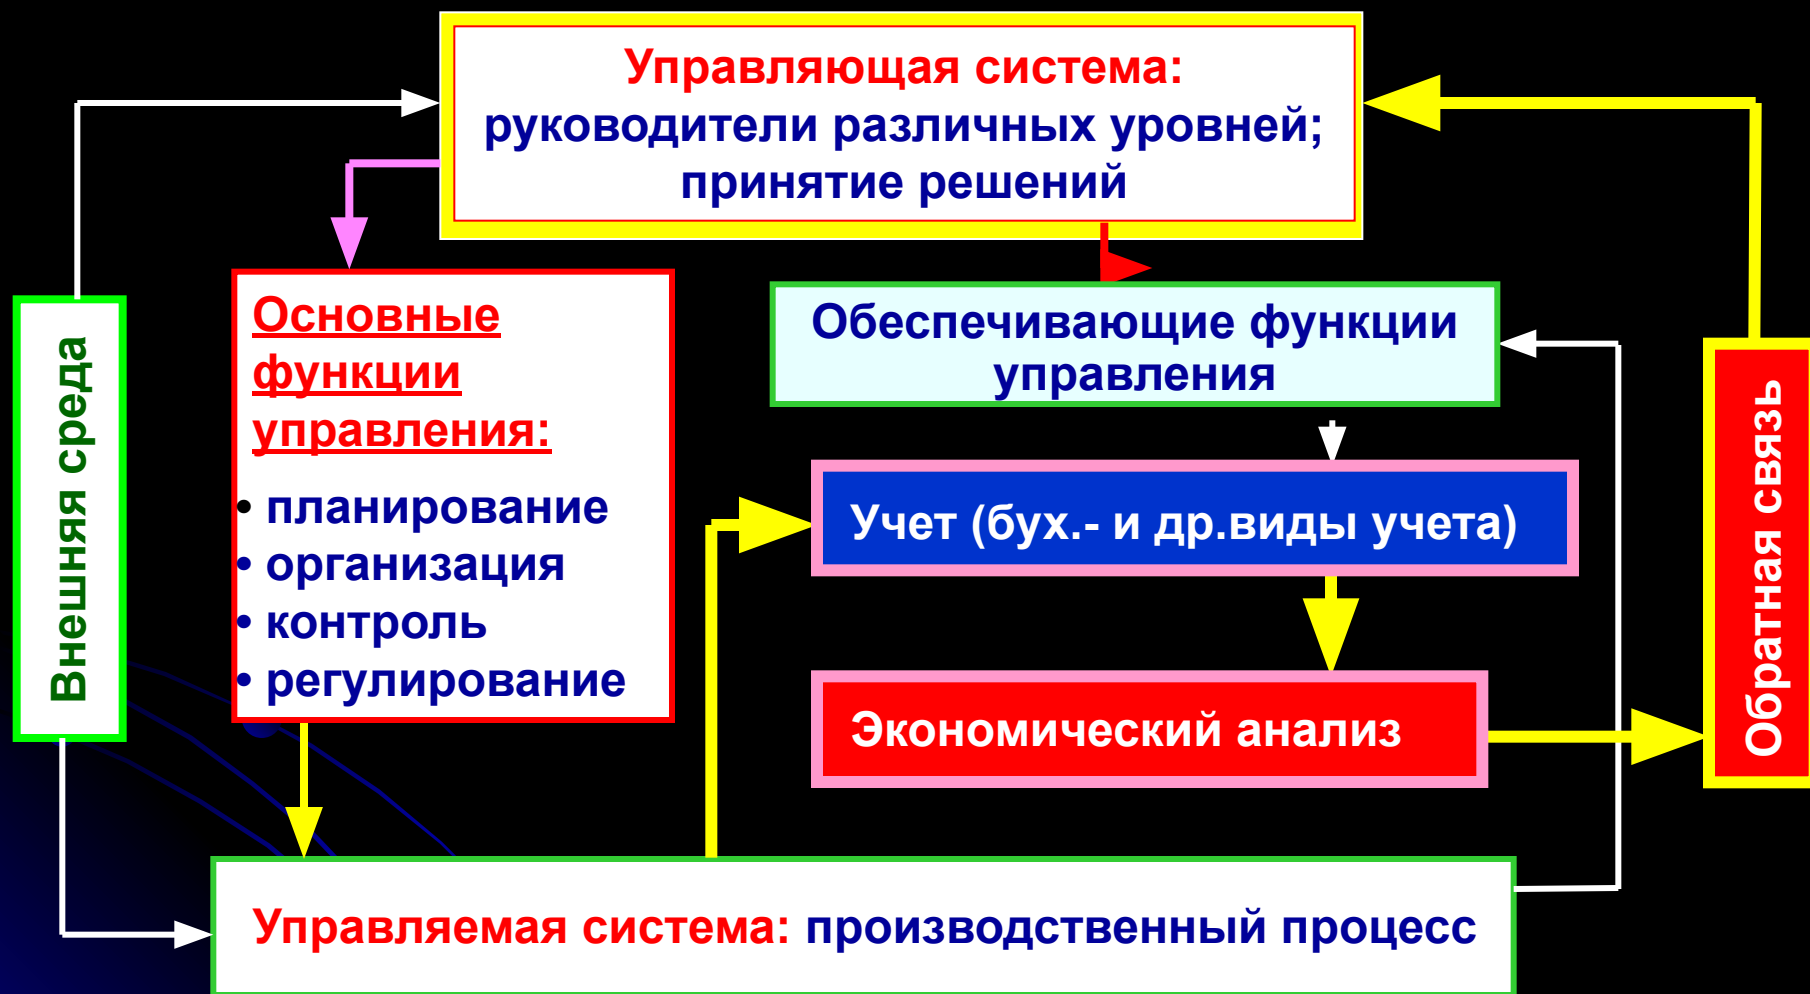 Управляющая система:
руководители различных уровней;
принятие решений
Внешняя среда
Основные
функции
управления:
• планирование
• организация
• контроль
• регулирование
Обеспечивающие функции
управления
Учет (бух.- и др.виды учета)
Экономический анализ
Обратная связь
Управляемая система: производственный процесс